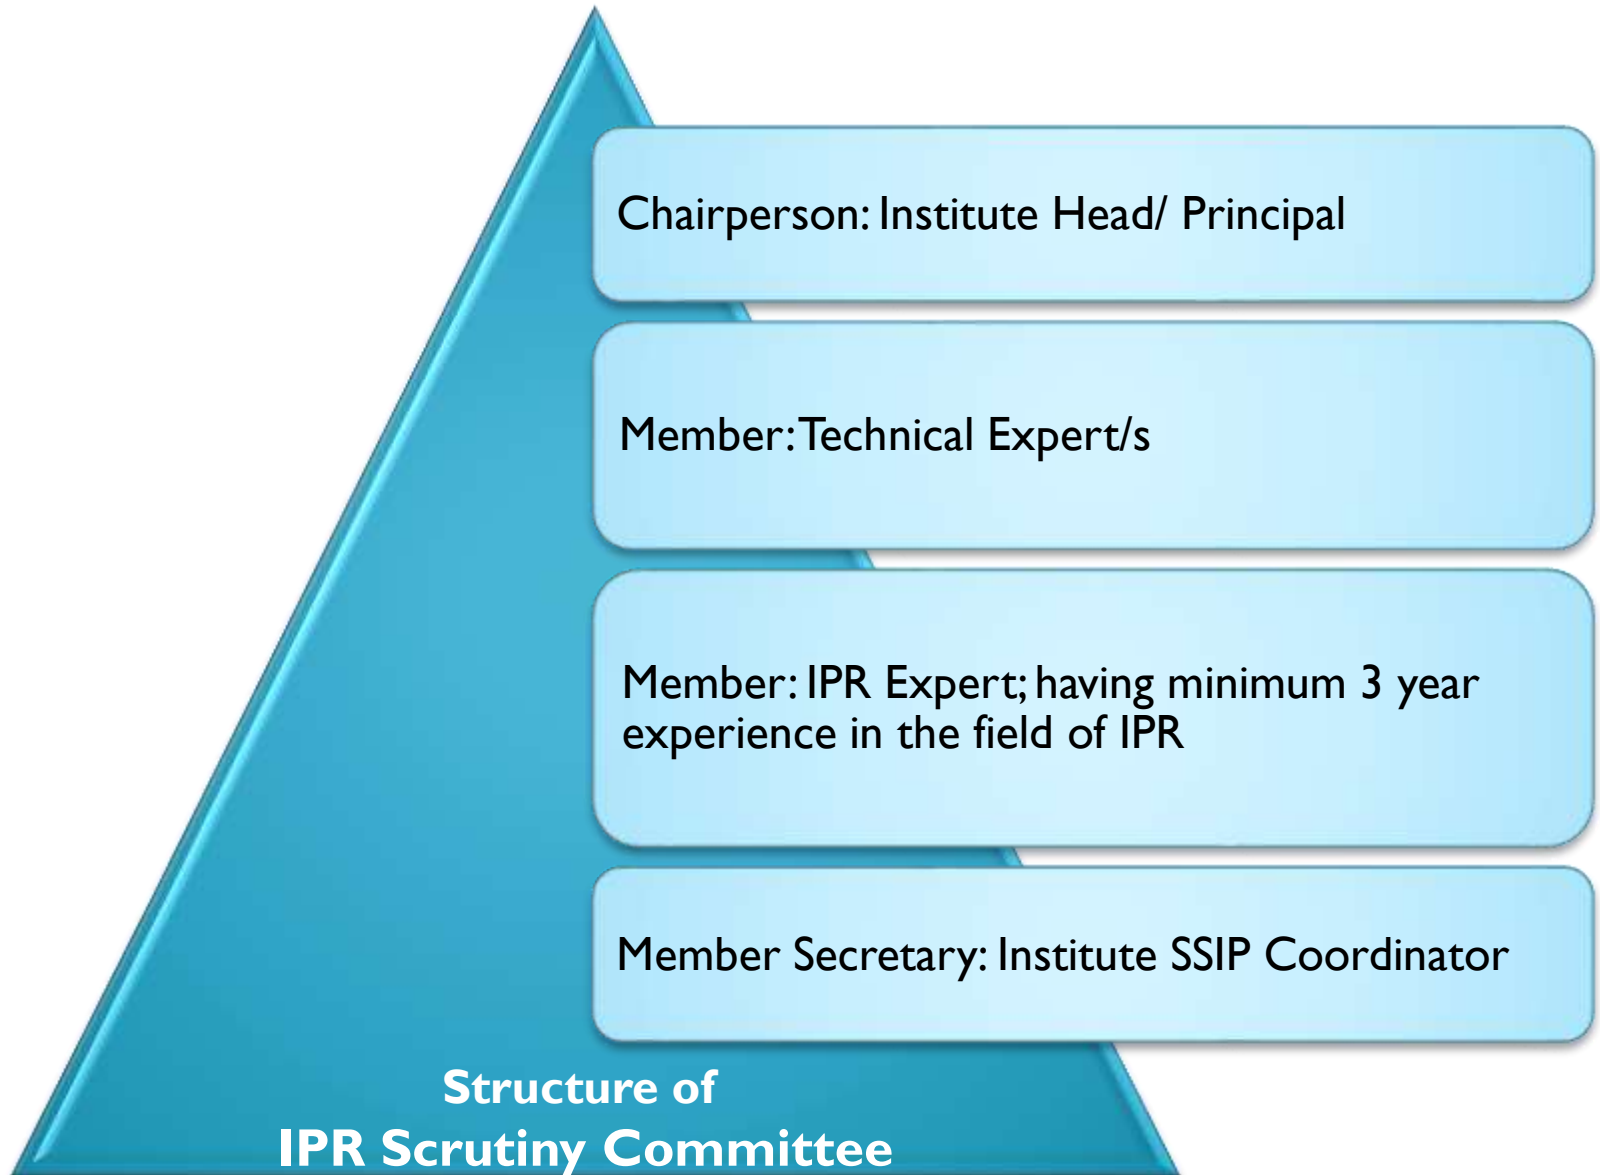 Chairperson: Institute Head/ Principal
Member: Technical Expert/s
Member: IPR Expert; having minimum 3 year
experience in the field of IPR
Member Secretary: Institute SSIP Coordinator
Structure of
IPR Scrutiny Committee